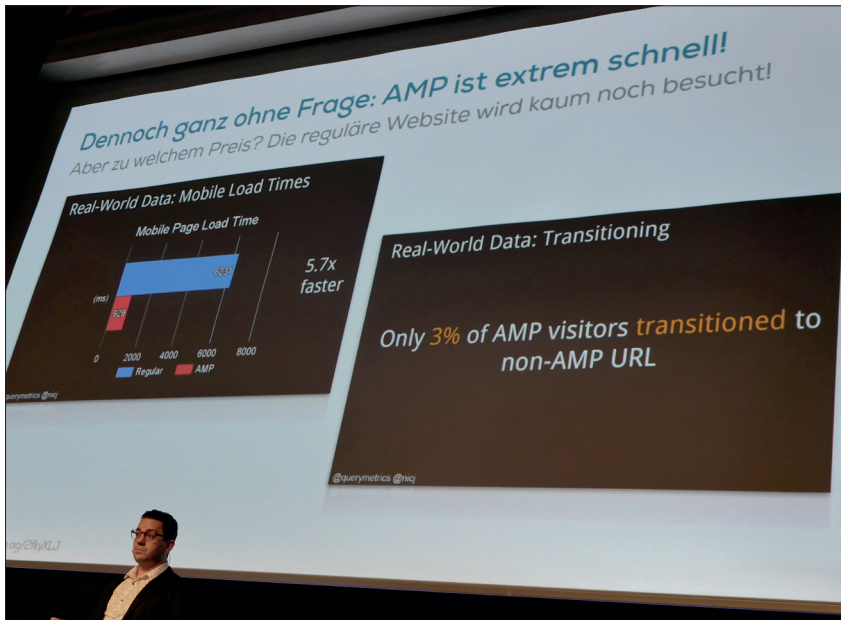 Dennoch ganz ohne Frage: AMP ist extrem schnell!
Aber zu welchem Preis? Die reguläre Website wird kaum noch besucht!
Real-World Data: Mobile Load Times
Mobile Page Load Time
5.7x
faster
(ms)
929
0 2000 4000 6000 8000
Regular AMP
querymetrics @nicj
Real-World Data: Transitioning
Only 3% of AMP visitors transitioned to
non-AMP URL
@querymetrics @nicj